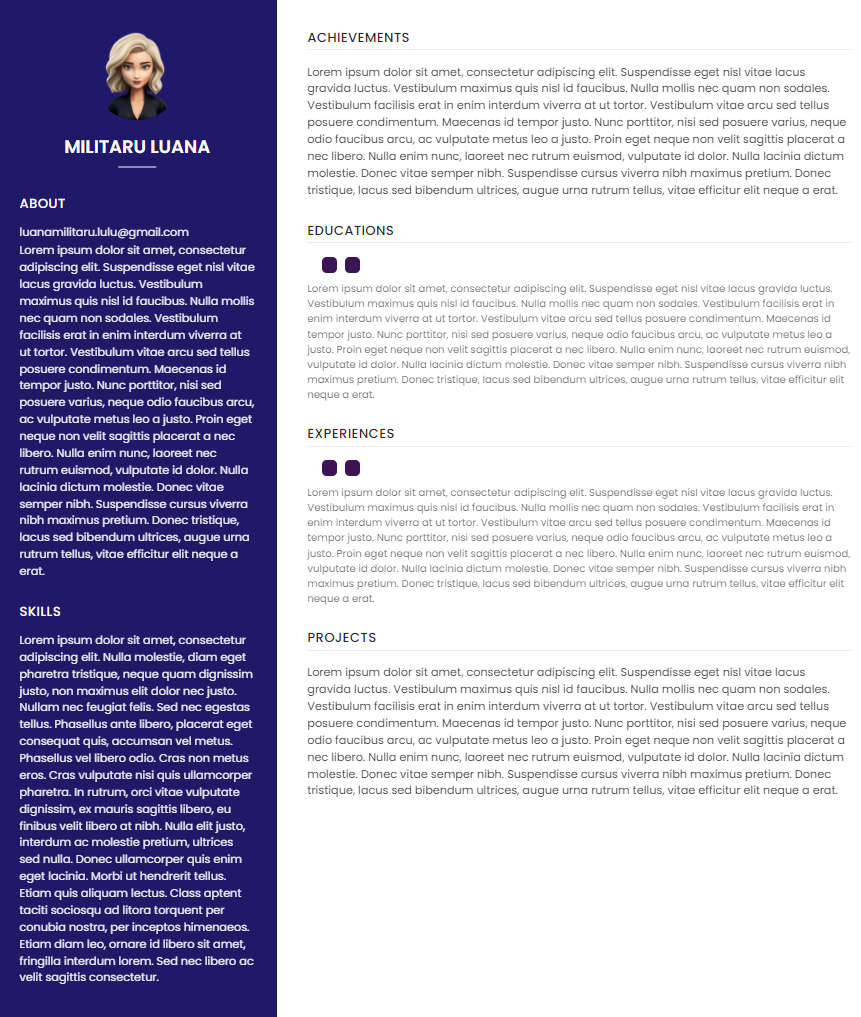 MILITARU LUANA
ABOUT
luanamilitaru.lulu@gmail.com
Lorem ipsum dolor sit amet, consectetur
adipiscing elit. Suspendisse eget nisl vitae
lacus gravida luctus. Vestibulum
maximus quis nisl id faucibus. Nulla mollis
nec quam non sodales. Vestibulum
facilisis erat in enim interdum viverra at
ut tortor. Vestibulum vitae arcu sed tellus
posuere condimentum. Maecenas id
tempor justo. Nunc porttitor, nisi sed
posuere varius, neque odio faucibus arcu,
ac vulputate metus leo a justo. Proin eget
neque non velit sagittis placerat a nec
libero. Nulla enim nunc, laoreet nec
rutrum euismod, vulputate id dolor. Nulla
lacinia dictum molestie. Donec vitae
semper nibh. Suspendisse cursus viverra
nibh maximus pretium. Donec tristique,
lacus sed bibendum ultrices, augue urna
rutrum tellus, vitae efficitur elit neque a
erat.
SKILLS
Lorem ipsum dolor sit amet, consectetur
adipiscing elit. Nulla molestie, diam eget
pharetra tristique, neque quam dignissim
justo, non maximus elit dolor nec justo.
Nullam nec feugiat felis. Sed nec egestas
tellus. Phasellus ante libero, placerat eget
consequat quis, accumsan vel metus.
Phasellus vel libero odio. Cras non metus
eros. Cras vulputate nisi quis ullamcorper
pharetra. In rutrum, orci vitae vulputate
dignissim, ex mauris sagittis libero, eu
finibus velit libero at nibh. Nulla elit justo,
interdum ac molestie pretium, ultrices
sed nulla. Donec ullamcorper quis enim
eget lacinia. Morbi ut hendrerit tellus.
Etiam quis aliquam lectus. Class aptent
taciti sociosqu ad litora torquent per
conubia nostra, per inceptos himenaeos.
Etiam diam leo, ornare id libero sit amet,
fringilla interdum lorem. Sed nec libero ac
velit sagittis consectetur.
ACHIEVEMENTS
Lorem ipsum dolor sit amet, consectetur adipiscing elit. Suspendisse eget nisl vitae lacus
gravida luctus. Vestibulum maximus quis nisl id faucibus. Nulla mollis nec quam non sodales.
Vestibulum facilisis erat in enim interdum viverra at ut tortor. Vestibulum vitae arcu sed tellus
posuere condimentum. Maecenas id tempor justo. Nunc porttitor, nisi sed posuere varius, neque
odio faucibus arcu, ac vulputate metus leo a justo. Proin eget neque non velit sagittis placerat a
nec libero. Nulla enim nunc, laoreet nec rutrum euismod, vulputate id dolor. Nulla lacinia dictum
molestie. Donec vitae semper nibh. Suspendisse cursus viverra nibh maximus pretium. Donec
tristique, lacus sed bibendum ultrices, augue urna rutrum tellus, vitae efficitur elit neque a erat.
EDUCATIONS
Lorem ipsum dolor sit amet, consectetur adipiscing elit. Suspendisse eget nisl vitae lacus gravida luctus.
Vestibulum maximus quis nisl id faucibus. Nulla mollis nec quam non sodales. Vestibulum facilisis erat in
enim interdum viverra at ut tortor. Vestibulum vitae arcu sed tellus posuere condimentum. Maecenas id
tempor justo. Nunc porttitor, nisi sed posuere varius, neque odio faucibus arcu, ac vulputate metus leo a
justo. Proin eget neque non velit sagittis placerat a nec libero. Nulla enim nunc, laoreet nec rutrum euismod,
vulputate id dolor. Nulla lacinia dictum molestie. Donec vitae semper nibh. Suspendisse cursus viverra nibh
maximus pretium. Donec tristique, lacus sed bibendum ultrices, augue urna rutrum tellus, vitae efficitur elit
neque a erat.
EXPERIENCES
Lorem ipsum dolor sit amet, consectetur adipiscing elit. Suspendisse eget nisl vitae lacus gravida luctus.
Vestibulum maximus quis nisl id faucibus. Nulla mollis nec quam non sodales. Vestibulum facilisis erat in
enim interdum viverra at ut tortor. Vestibulum vitae arcu sed tellus posuere condimentum. Maecenas id
tempor justo. Nunc porttitor, nisi sed posuere varius, neque odio faucibus arcu, ac vulputate metus leo a
justo. Proin eget neque non velit sagittis placerat a nec libero. Nulla enim nunc, laoreet nec rutrum euismod,
vulputate id dolor. Nulla lacinia dictum molestie. Donec vitae semper nibh. Suspendisse cursus viverra nibh
maximus pretium. Donec tristique, lacus sed bibendum ultrices, augue urna rutrum tellus, vitae efficitur elit
neque a erat.
PROJECTS
Lorem ipsum dolor sit amet, consectetur adipiscing elit. Suspendisse eget nisl vitae lacus
gravida luctus. Vestibulum maximus quis nisl id faucibus. Nulla mollis nec quam non sodales.
Vestibulum facilisis erat in enim interdum viverra at ut tortor. Vestibulum vitae arcu sed tellus
posuere condimentum. Maecenas id tempor justo. Nunc porttitor, nisi sed posuere varius, neque
odio faucibus arcu, ac vulputate metus leo a justo. Proin eget neque non velit sagittis placerat a
nec libero. Nulla enim nunc, laoreet nec rutrum euismod, vulputate id dolor. Nulla lacinia dictum
molestie. Donec vitae semper nibh. Suspendisse cursus viverra nibh maximus pretium. Donec
tristique, lacus sed bibendum ultrices, augue urna rutrum tellus, vitae efficitur elit neque a erat.